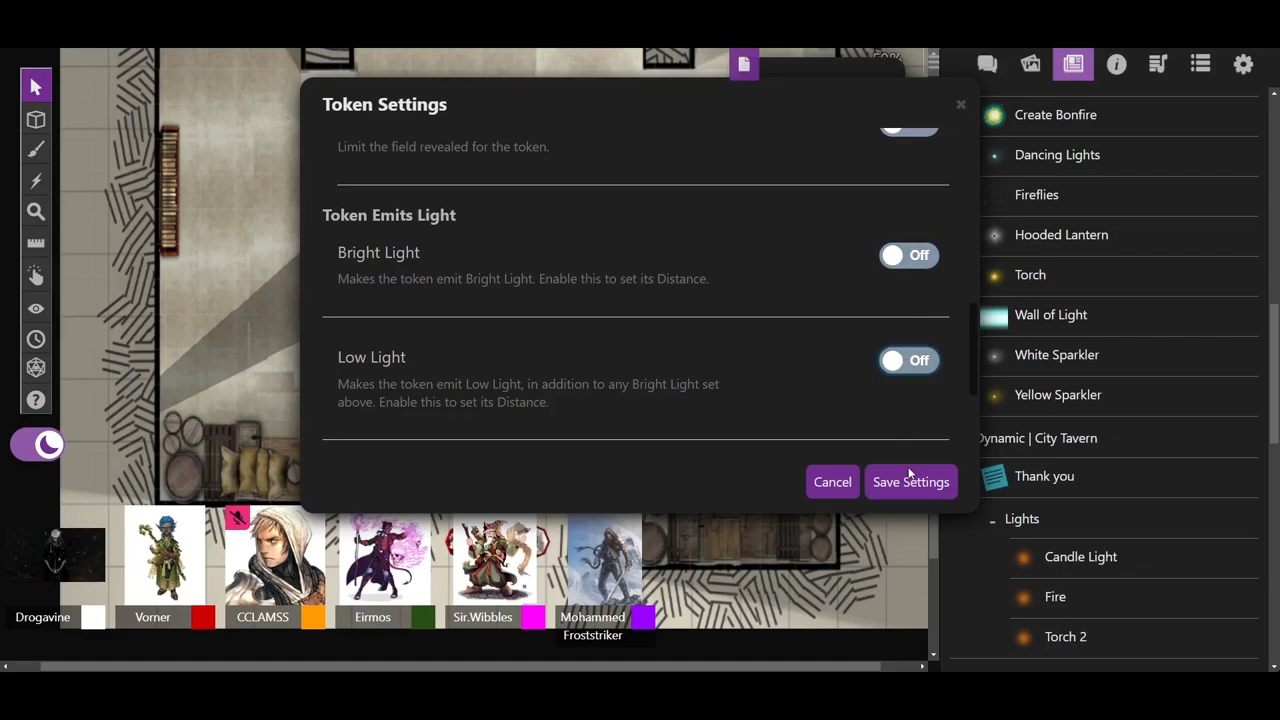 Token Settings
Limit the field revealed for the token.
Token Emits Light
Bright Light
Off
Makes the token emit Bright Light. Enable this to set its Distance.
Low Light
Off
Makes the token emit Low Light, in addition to any Bright Light set
above. Enable this to set its Distance.
Cancel
Save Settings
Create Bonfire
Dancing Lights
Fireflies
Hooded Lantern
Torch
Wall of Light
White Sparkler
Yellow Sparkler
Dynamic | City Tavern
Thank you
Lights
Candle Light
Fire
Torch 2
Drogavine
Vorner
CCLAMSS
Eirmos
Sir.Wibbles
Mohammed
Froststriker